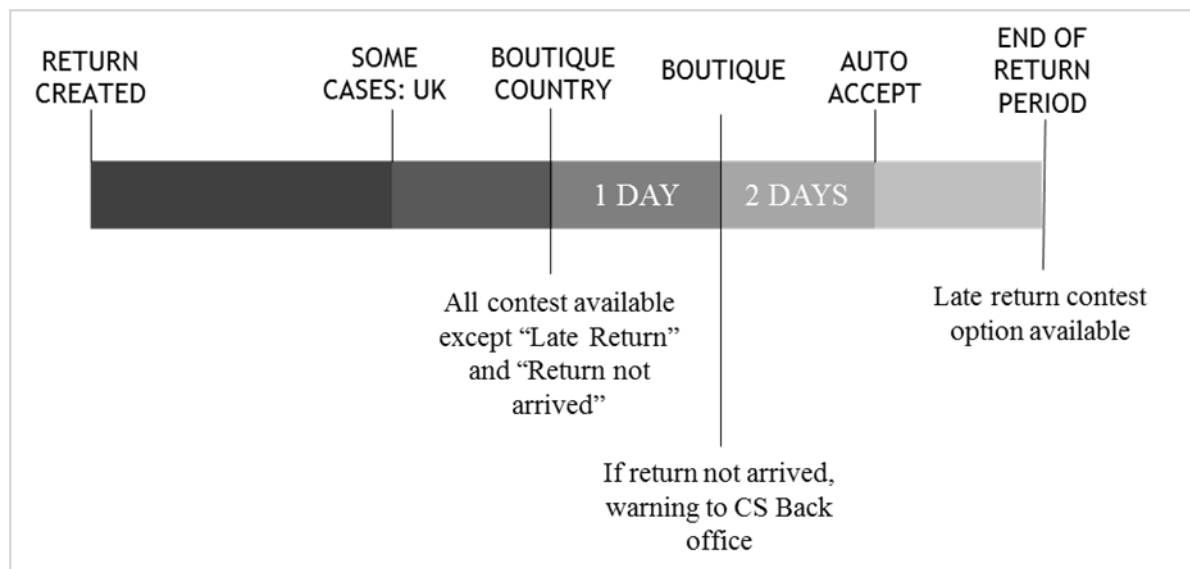 RETURN
CREATED
SOME
CASES: UK
BOUTIQUE
COUNTRY
BOUTIQUE
AUTO
ACCEPT
END OF
RETURN
PERIOD
1 DAY
2 DAYS
All contest available
except “Late Return”
and “Return not
arrived”
If return not arrived,
warning to CS Back
office
Late return contest
option available